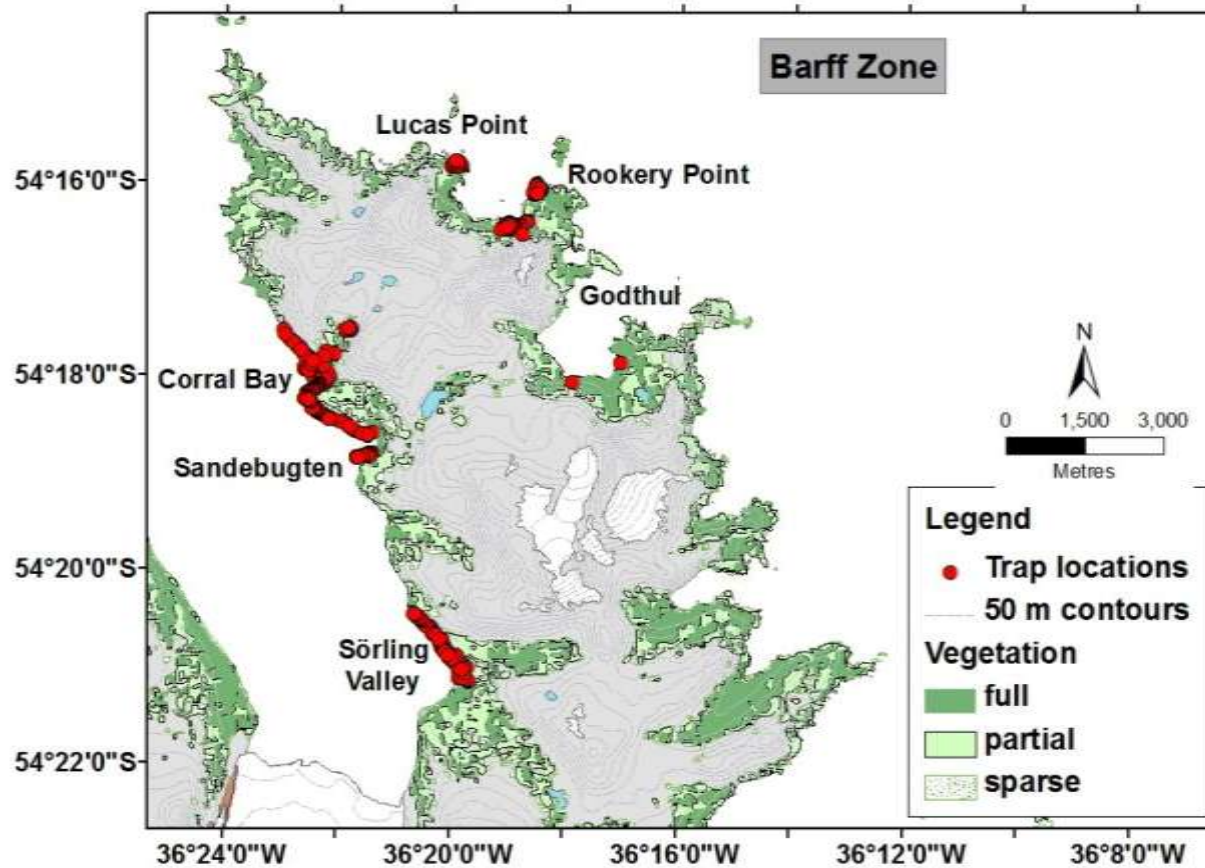 Barff Zone
Lucas Point
54°16'0"S
Rookery Point
Godthul
N
54°18'0"S
Corral Bay
0 1,500 3,000
Metres
Sandebugten
Legend
Trap locations
50 m contours
Vegetation
full
partial
sparse
54°20'0"S
Sörling
Valley
54°22'0"S
36°24'0"W 36°20'0"W 36°16'0"W 36°12'0"W 36°8'0"W